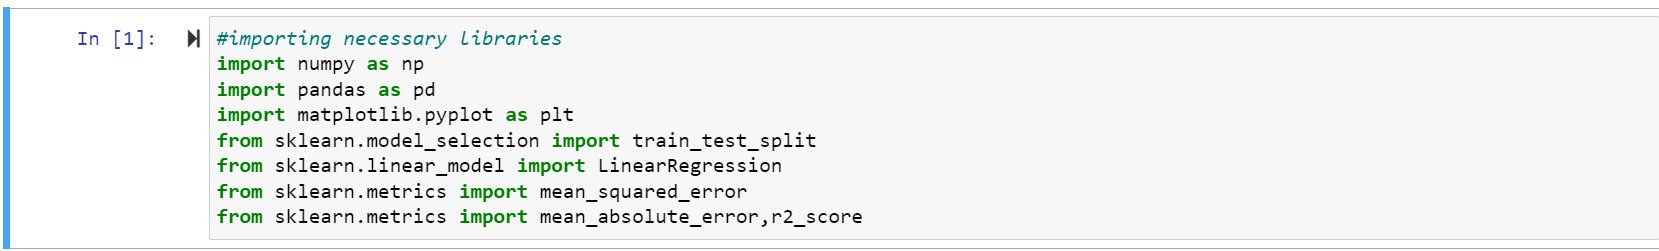 In [1]: #importing necessary libraries
import numpy as np
import pandas as pd
import matplotlib.pyplot as plt
from sklearn.model_selection import train_test_split
from sklearn.linear_model import LinearRegression
from sklearn.metrics import mean_squared_error
from sklearn.metrics import mean_absolute_error,r2_score